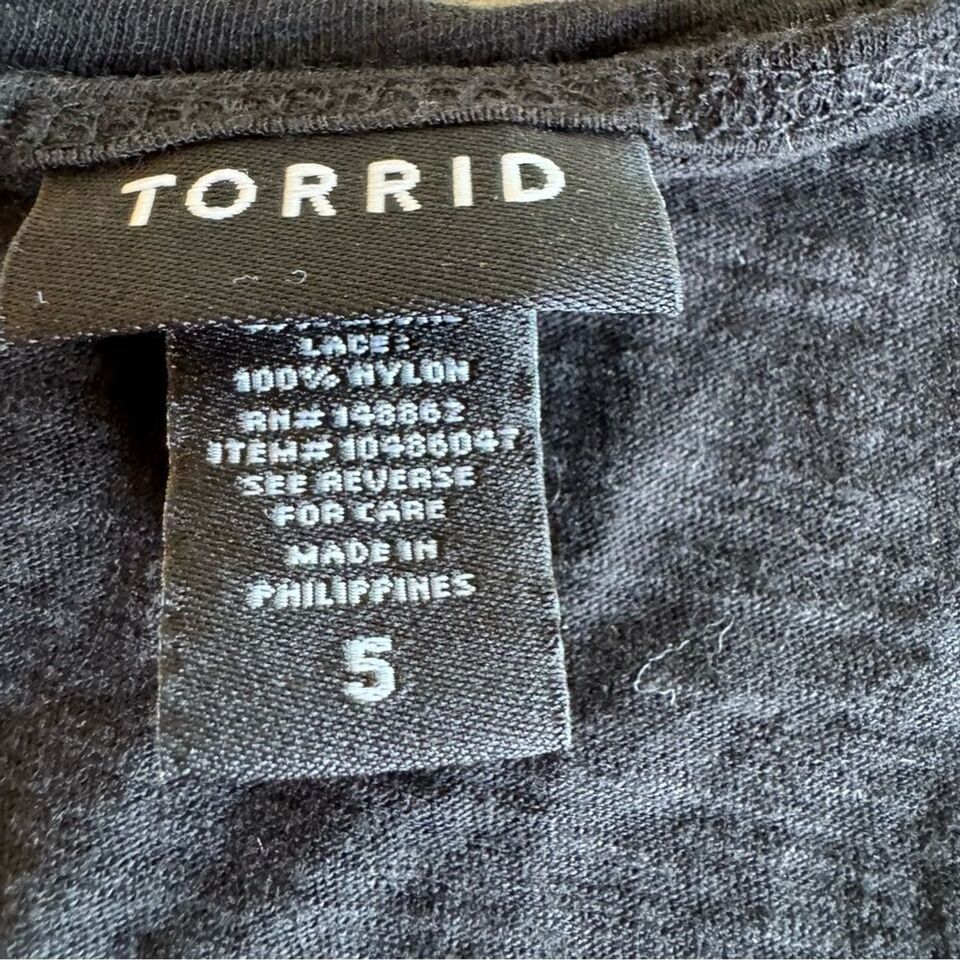 TORRID
LACE:
100% NYLON
RN# 148862
ITEM# 10486047
SEE REVERSE
FOR CARE
MADE IN
PHILIPPINES
5